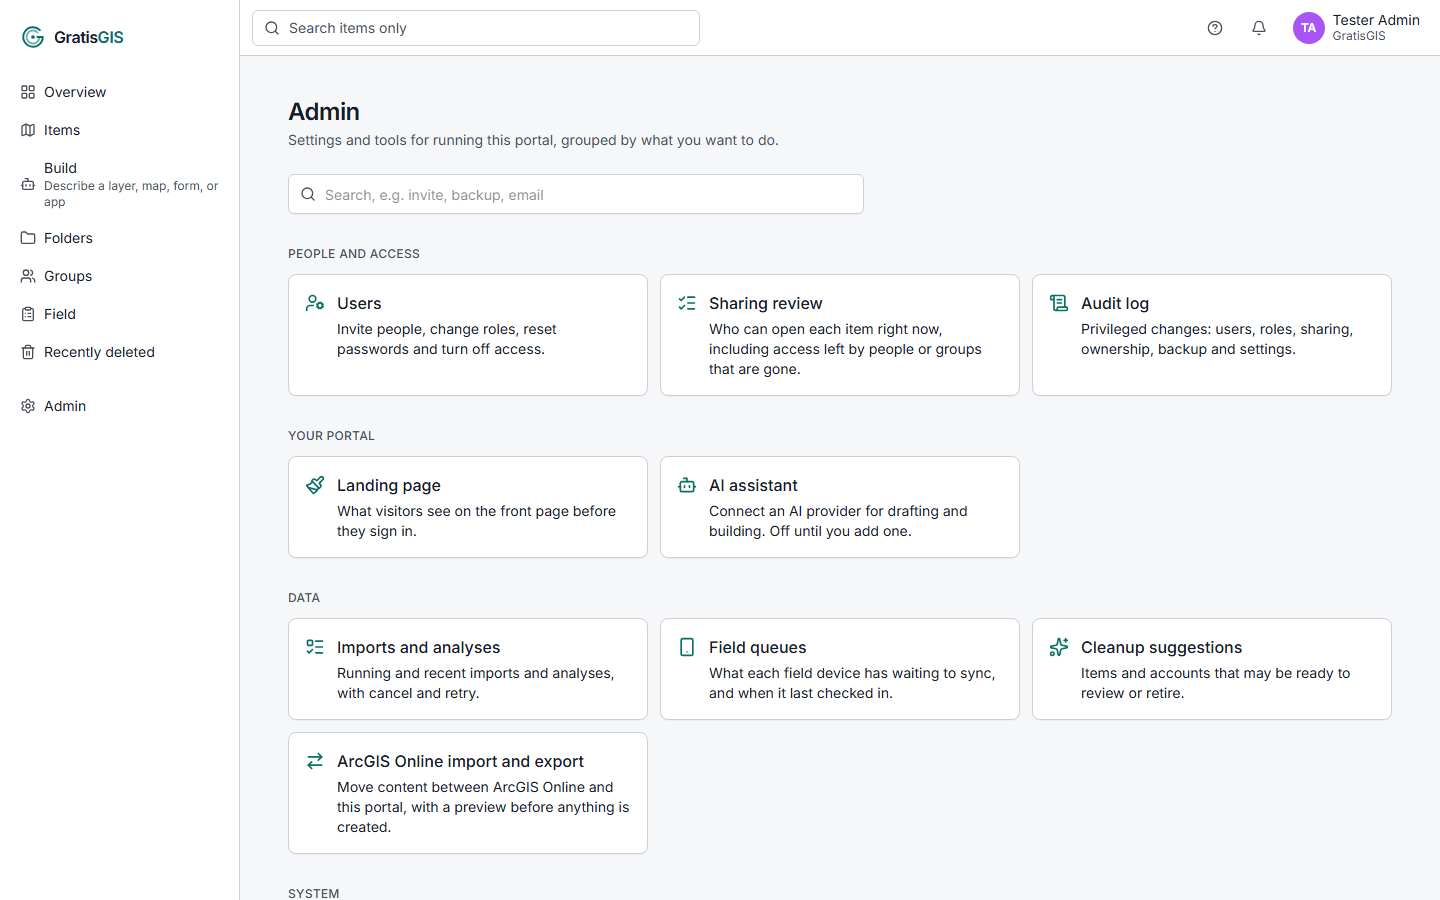 GratisGIS
Search items only
TA
Tester Admin
GratisGIS
Overview
Items
Build
Describe a layer, map, form, or
app
Folders
Groups
Field
Recently deleted
Admin
Admin
Settings and tools for running this portal, grouped by what you want to do.
Search, e.g. invite, backup, email
PEOPLE AND ACCESS
Users
Invite people, change roles, reset
passwords and turn off access.
Sharing review
Who can open each item right now,
including access left by people or groups
that are gone.
Audit log
Privileged changes: users, roles, sharing,
ownership, backup and settings.
YOUR PORTAL
Landing page
What visitors see on the front page before
they sign in.
AI assistant
Connect an AI provider for drafting and
building. Off until you add one.
DATA
Imports and analyses
Running and recent imports and analyses,
with cancel and retry.
Field queues
What each field device has waiting to sync,
and when it last checked in.
Cleanup suggestions
Items and accounts that may be ready to
review or retire.
ArcGIS Online import and export
Move content between ArcGIS Online and
this portal, with a preview before anything is
created.
SYSTEM